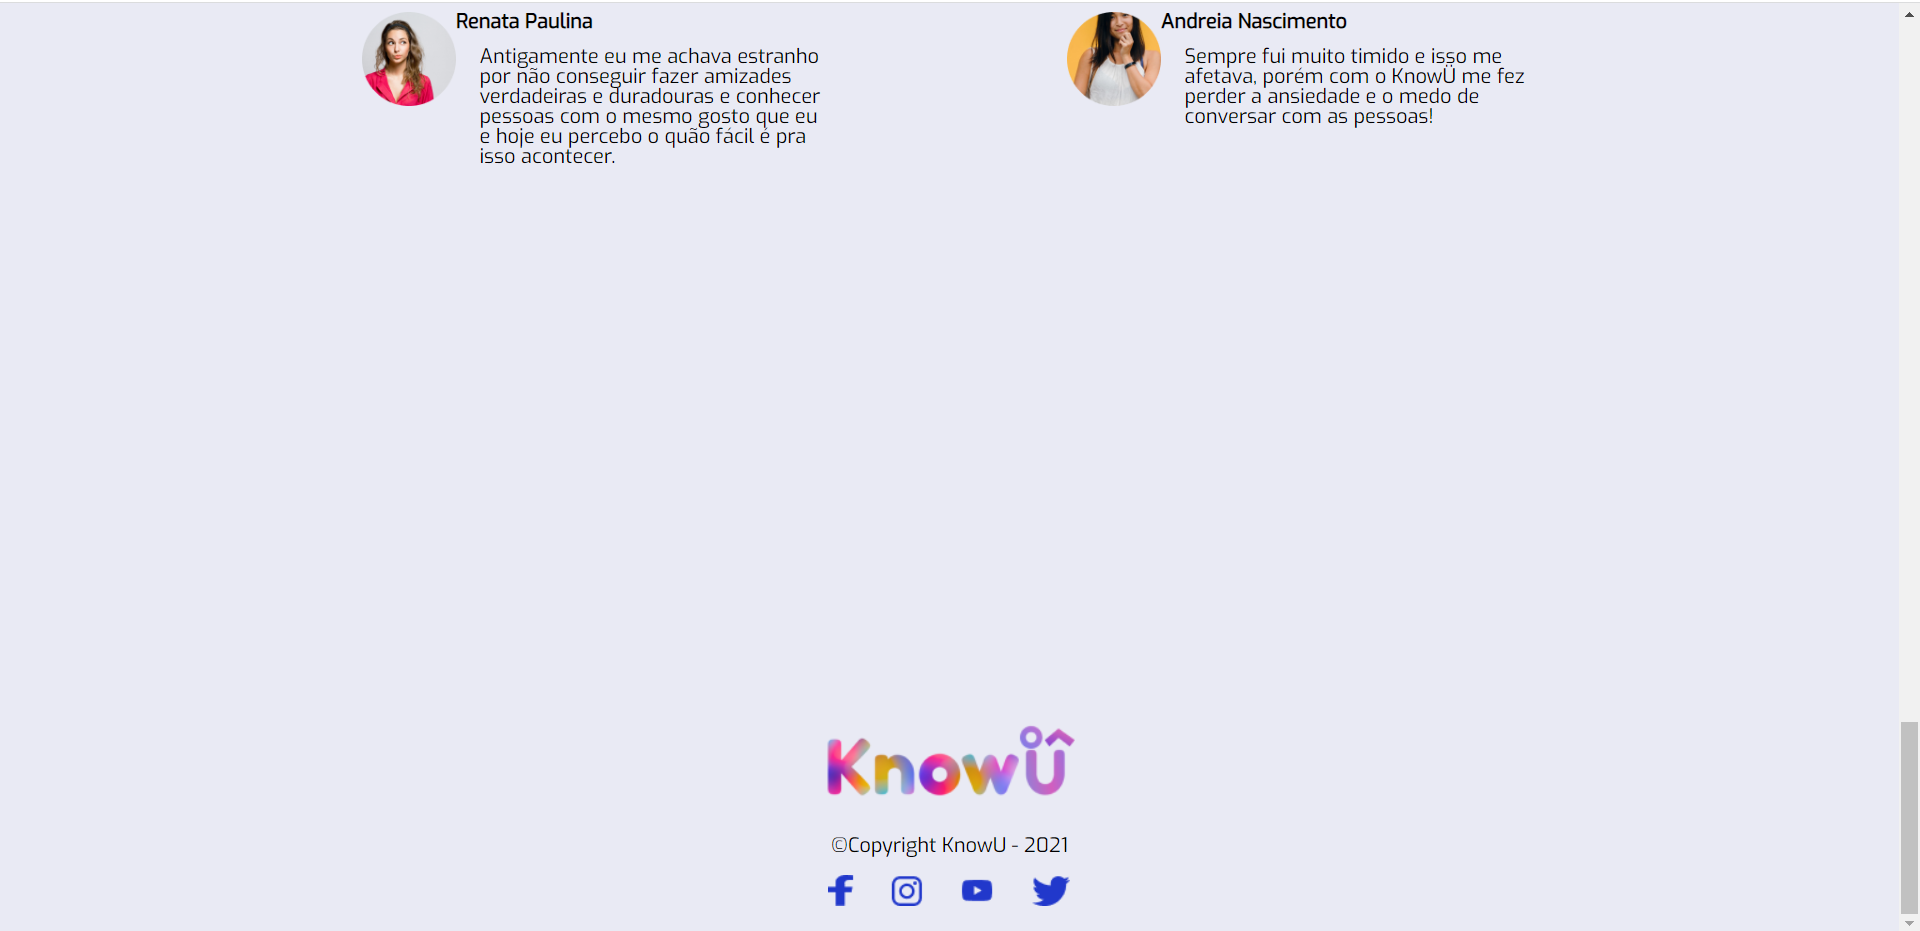 Renata Paulina
Antigamente eu me achava estranho
por não conseguir fazer amizades
verdadeiras e duradouras e conhecer
pessoas com o mesmo gosto que eu
e hoje eu percebo o quão fácil é pra
isso acontecer.
Andreia Nascimento
Sempre fui muito timido e isso me
afetava, porém com o KnowÜ me fez
perder a ansiedade e o medo de
conversar com as pessoas!
KnowU
©Copyright KnowU - 2021